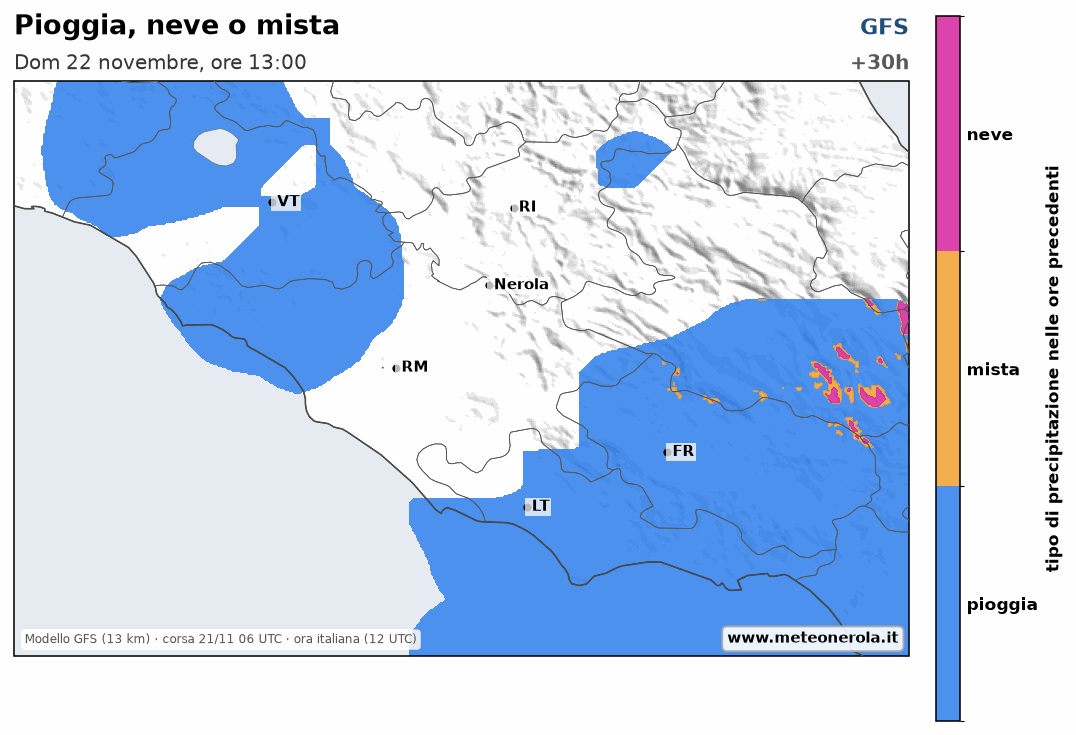 Pioggia, neve o mista
GFS
Dom 22 novembre, ore 13:00
+30h
neve
VT
RI
Nerola
RM
mista
FR
LT
pioggia
tipo di precipitazione nelle ore precedenti
Modello GFS (13 km) · corsa 21/11 06 UTC · ora italiana (12 UTC)
www.meteonerola.it